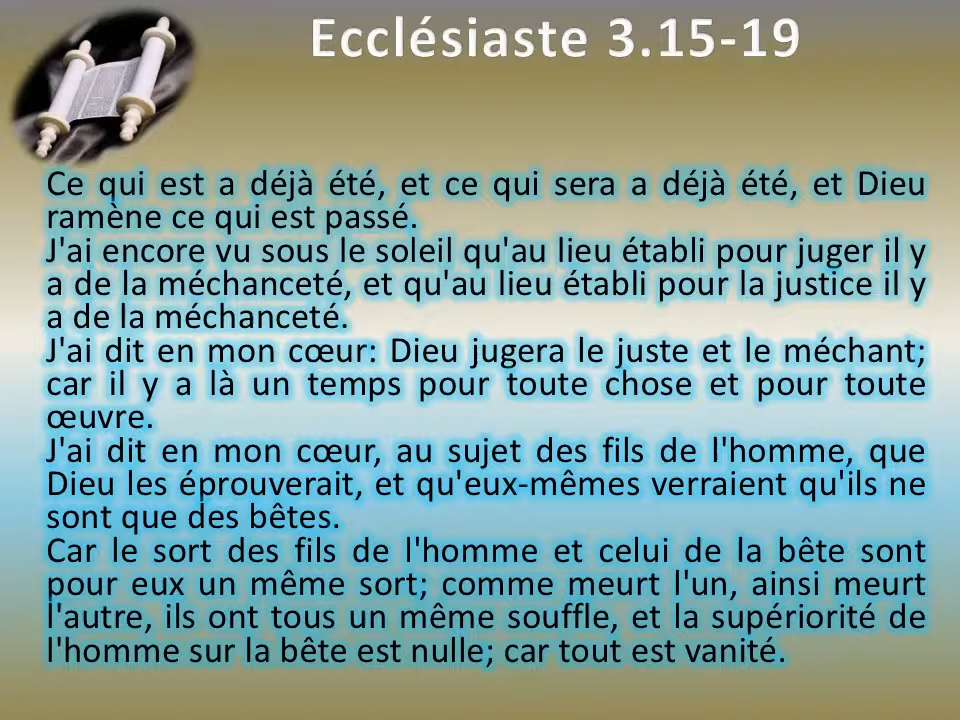 Ecclésiaste 3.15-19
Ce qui est a déjà été, et ce qui sera a déjà été, et Dieu
ramène ce qui est passé.
J'ai encore vu sous le soleil qu'au lieu établi pour juger il y
a de la méchanceté, et qu'au lieu établi pour la justice il y
a de la méchanceté.
J'ai dit en mon cœur: Dieu jugera le juste et le méchant;
car il y a là un temps pour toute chose et pour toute
œuvre.
J'ai dit en mon cœur, au sujet des fils de l'homme, que
Dieu les éprouverait, et qu'eux-mêmes verraient qu'ils ne
sont que des bêtes.
Car le sort des fils de l'homme et celui de la bête sont
pour eux un même sort; comme meurt l'un, ainsi meurt
l'autre, ils ont tous un même souffle, et la supériorité de
l'homme sur la bête est nulle; car tout est vanité.